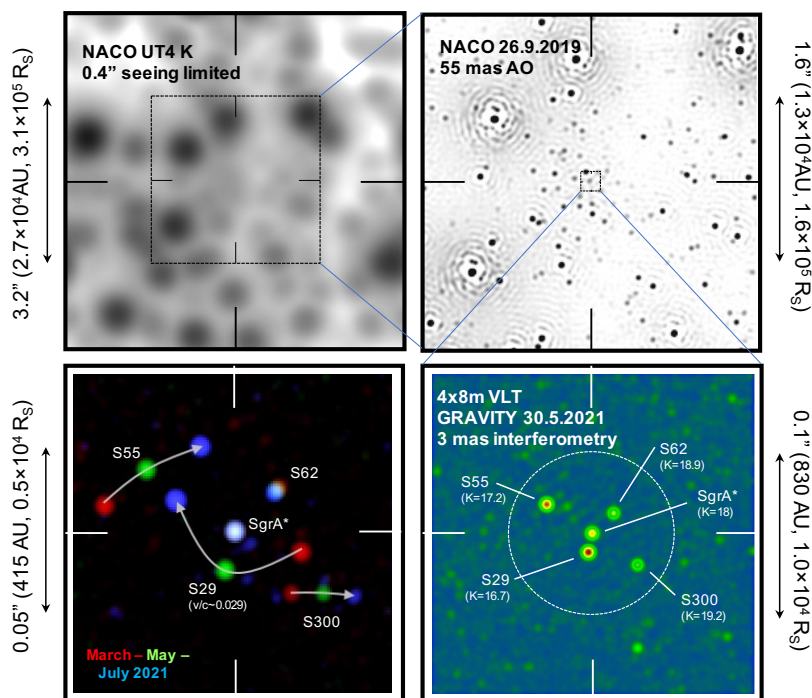 NACO UT4 K
0.4” seeing limited
3.2” (2.7×10⁴AU, 3.1×10⁵ Rₛ)
NACO 26.9.2019
55 mas AO
1.6” (1.3×10⁴AU, 1.6×10⁵ Rₛ)
S55
S62
SgrA*
S29
(v/c~0.029)
S300
March – May –
July 2021
0.05” (415 AU, 0.5×10⁴ Rₛ)
4x8m VLT
GRAVITY 30.5.2021
3 mas interferometry
S62
(K=18.9)
S55
(K=17.2)
SgrA*
(K=18)
S29
(K=16.7)
S300
(K=19.2)
0.1” (830 AU, 1.0×10⁴ Rₛ)